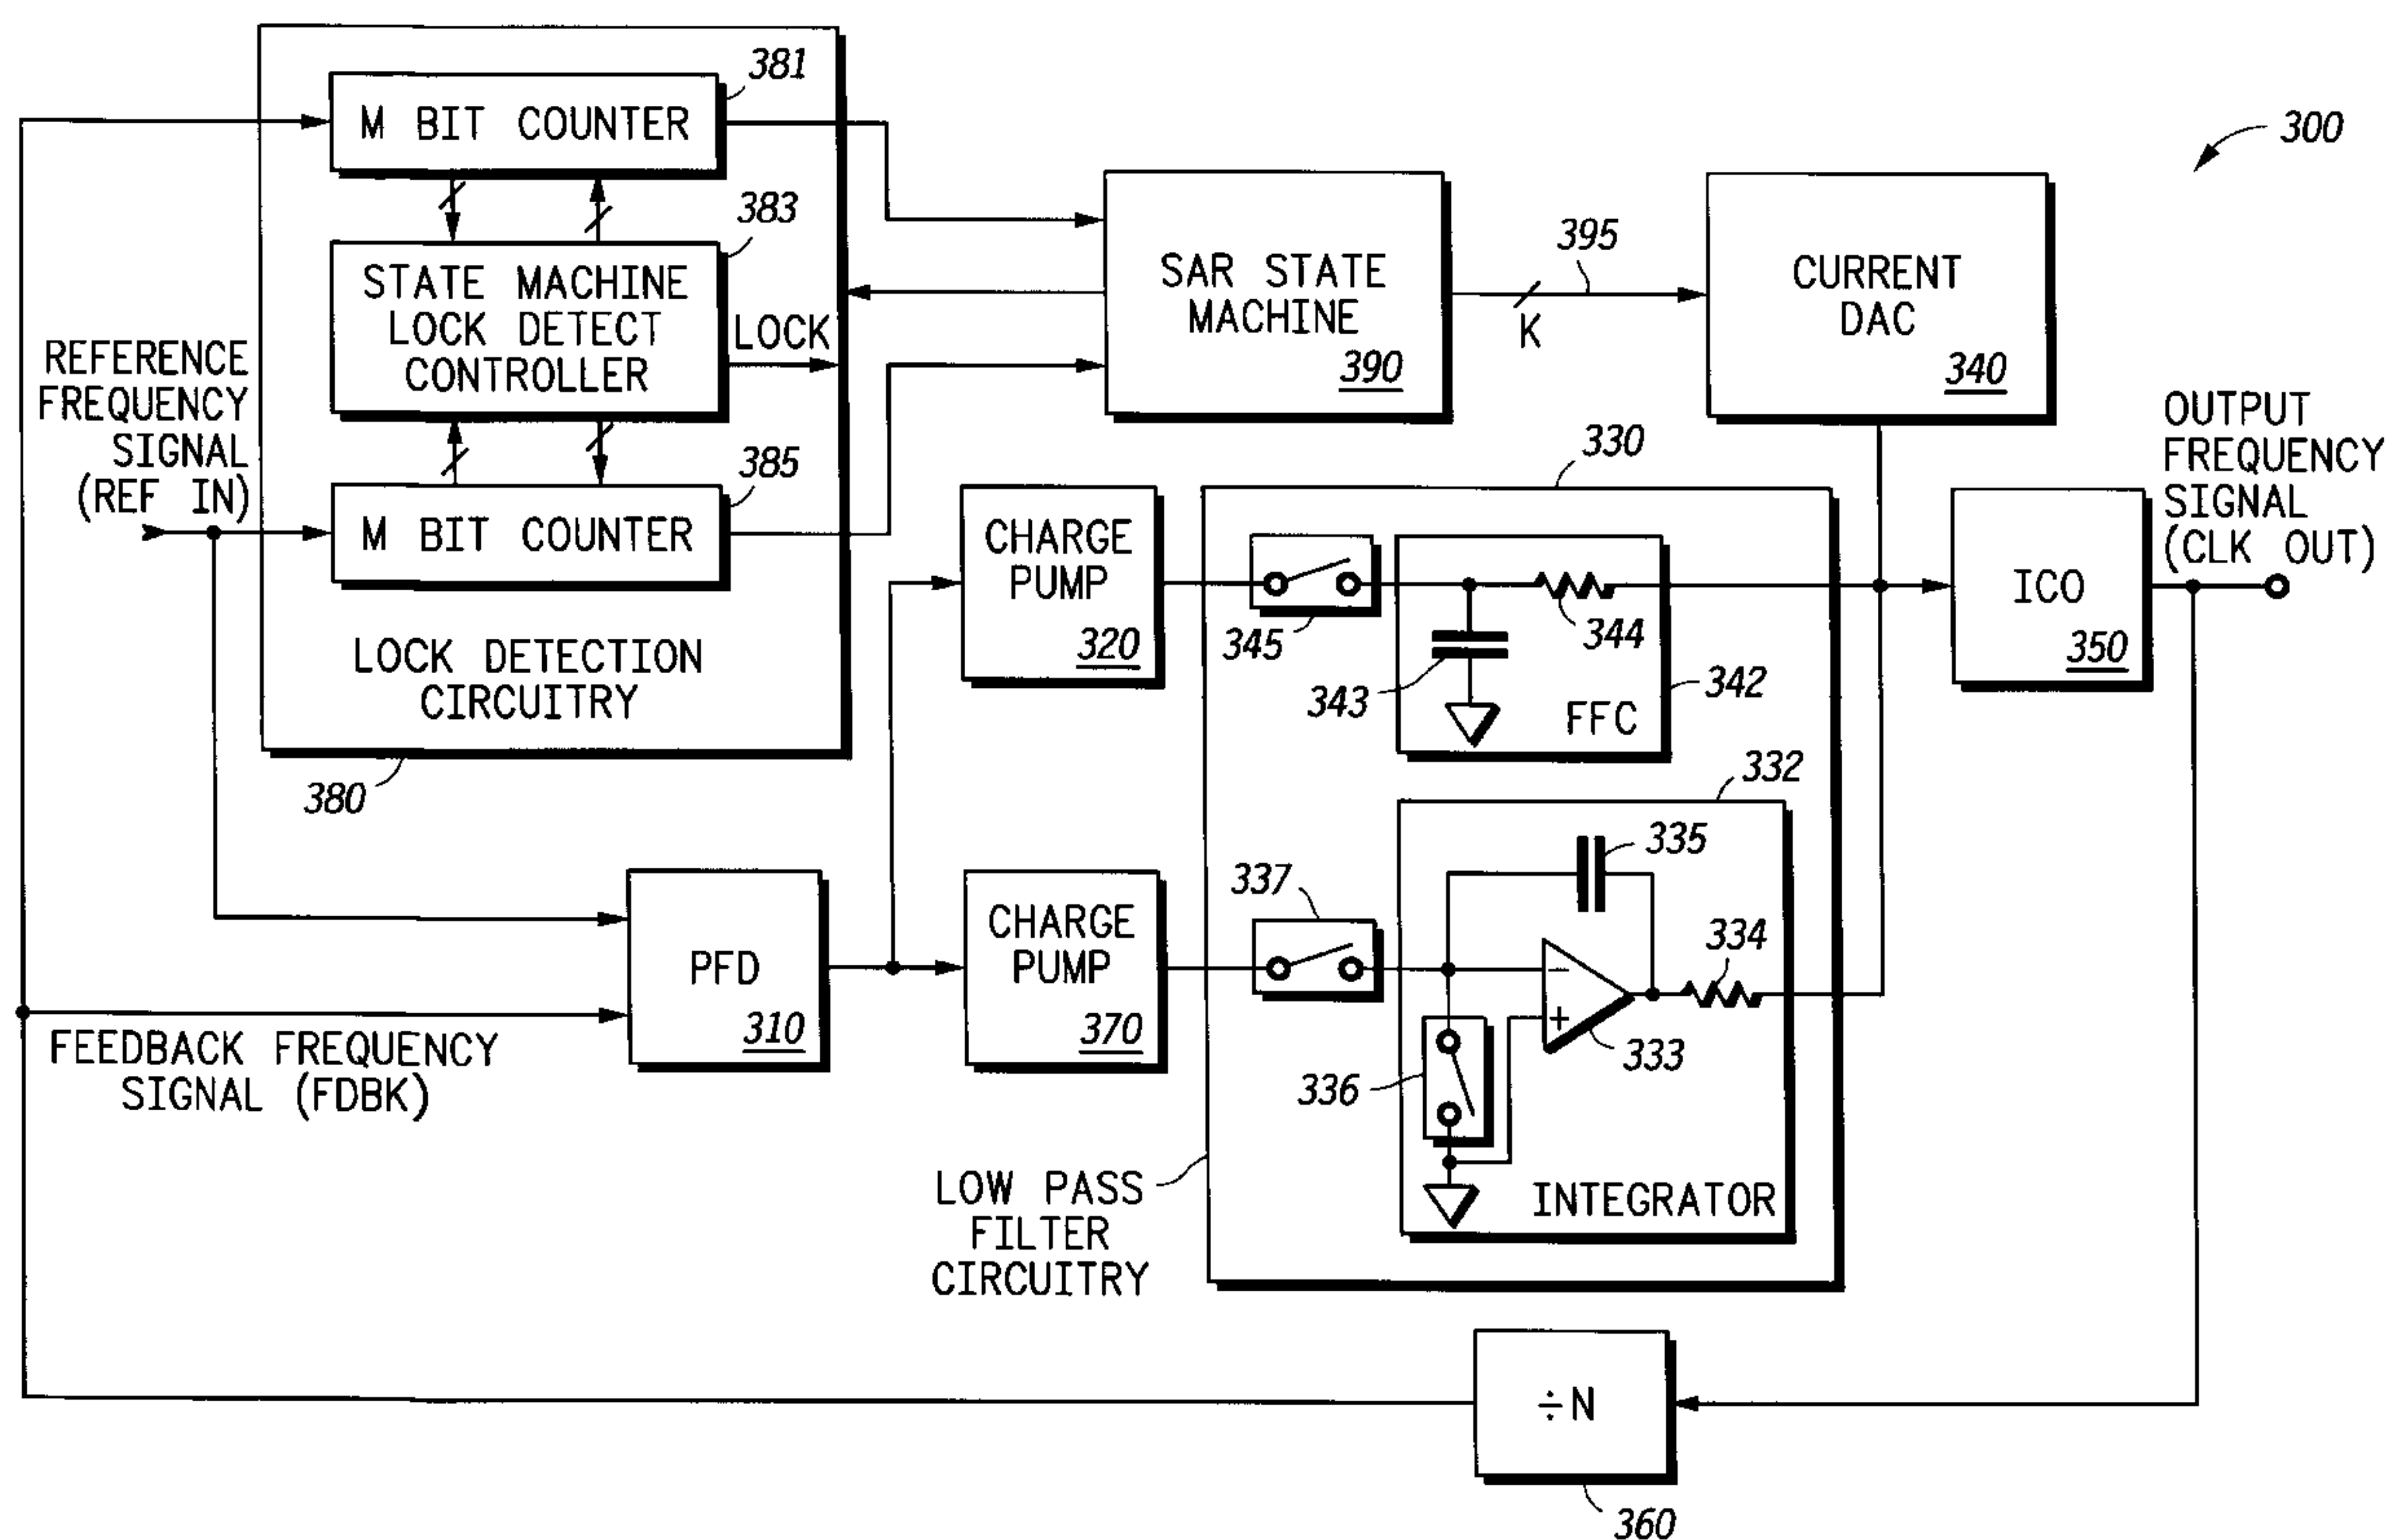 381
M BIT COUNTER
300
383
STATE MACHINE
LOCK DETECT
CONTROLLER
LOCK
SAR STATE
MACHINE
390
395
K
CURRENT
DAC
340
REFERENCE
FREQUENCY
SIGNAL
(REF IN)
385
M BIT COUNTER
LOCK DETECTION
CIRCUITRY
380
CHARGE
PUMP
320
330
345
344
343
342
FFC
ICO
350
OUTPUT
FREQUENCY
SIGNAL
(CLK OUT)
332
335
337
334
PFD
310
CHARGE
PUMP
370
−
+
333
336
INTEGRATOR
FEEDBACK FREQUENCY
SIGNAL (FDBK)
LOW PASS
FILTER
CIRCUITRY
÷N
360